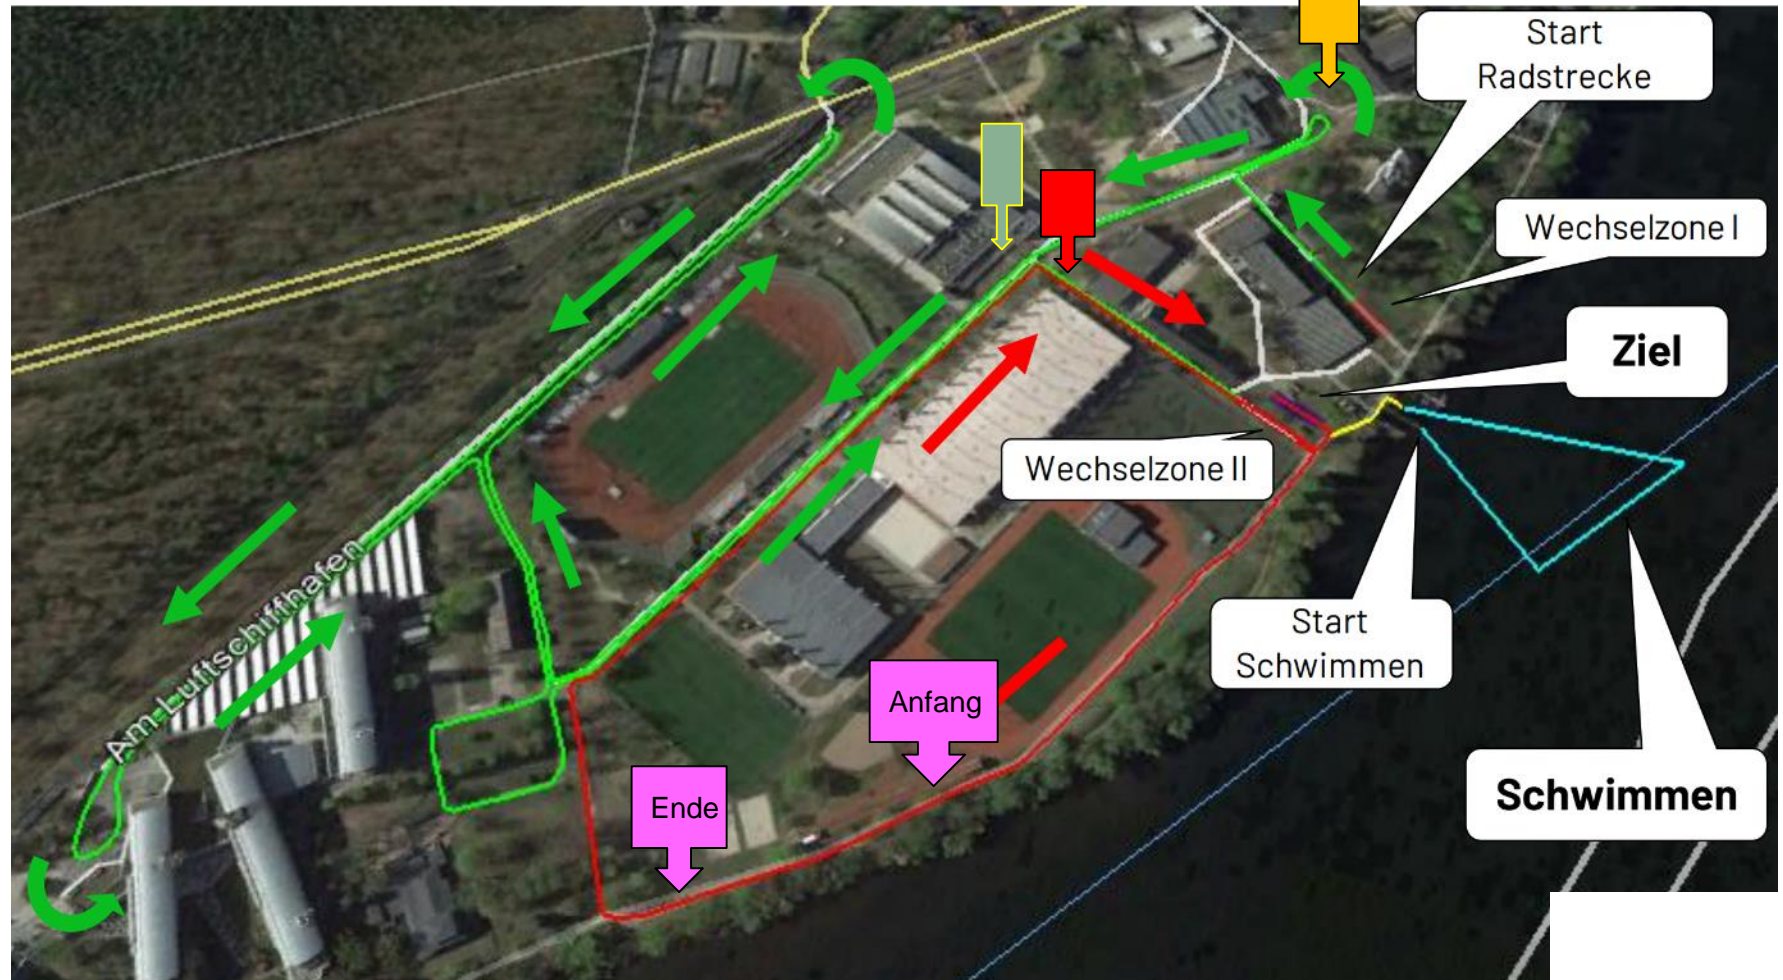 Start
Radstrecke
Wechselzone I
Ziel
Wechselzone II
Am Luftschiffhafen
Start
Schwimmen
Anfang
Ende
Schwimmen